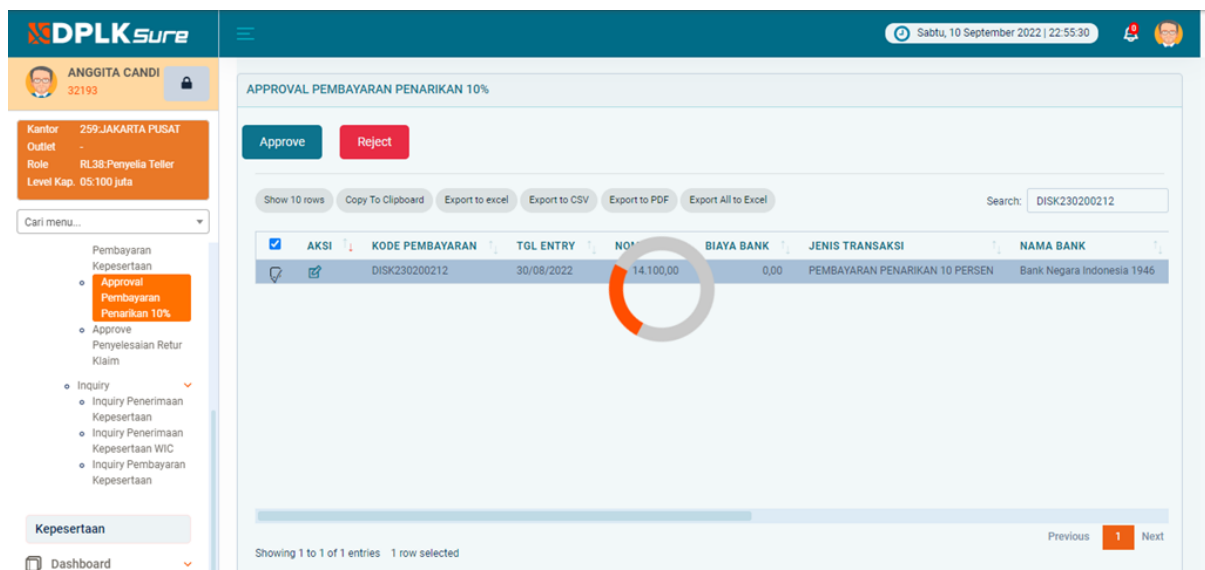 DPLKsure
Sabtu, 10 September 2022 | 22:55:30
ANGGITA CANDI
32193
Kantor 259:JAKARTA PUSAT
Outlet -
Role RL38:Penyelia Teller
Level Kap. 05:100 juta
Cari menu...
Pembayaran
Kepesertaan
Approval
Pembayaran
Penarikan 10%
Approve
Penyelesaian Retur
Klaim
Inquiry
Inquiry Penerimaan
Kepesertaan
Inquiry Penerimaan
Kepesertaan WIC
Inquiry Pembayaran
Kepesertaan
Kepesertaan
Dashboard
APPROVAL PEMBAYARAN PENARIKAN 10%
Approve Reject
Show 10 rows Copy To Clipboard Export to excel Export to CSV Export to PDF Export All to Excel Search: DISK230200212
AKSI KODE PEMBAYARAN TGL ENTRY BIAYA BANK JENIS TRANSAKSI NAMA BANK
DISK230200212 30/08/2022 14.100,00 0,00 PEMBAYARAN PENARIKAN 10 PERSEN Bank Negara Indonesia 1946
Previous 1 Next
Showing 1 to 1 of 1 entries 1 row selected